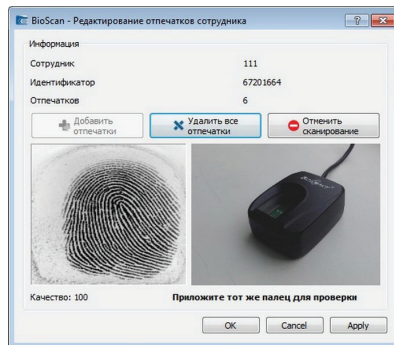 BioScan - Редактирование отпечатков сотрудника
Информация
Сотрудник 111
Идентификатор 67201664
Отпечатков 6
Добавить отпечатки
Удалить все отпечатки
Отменить сканирование
Качество: 100
Приложите тот же палец для проверки
OK Cancel Apply